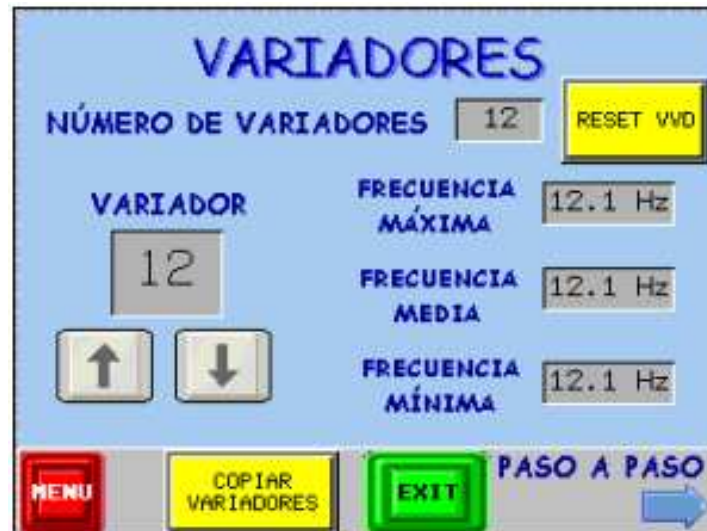 VARIADORES
NÚMERO DE VARIADORES 12 RESET VVD
VARIADOR
12
FRECUENCIA
MÁXIMA
12.1 Hz
FRECUENCIA
MEDIA
12.1 Hz
FRECUENCIA
MÍNIMA
12.1 Hz
MENU
COPIAR
VARIADORES
EXIT
PASO A PASO